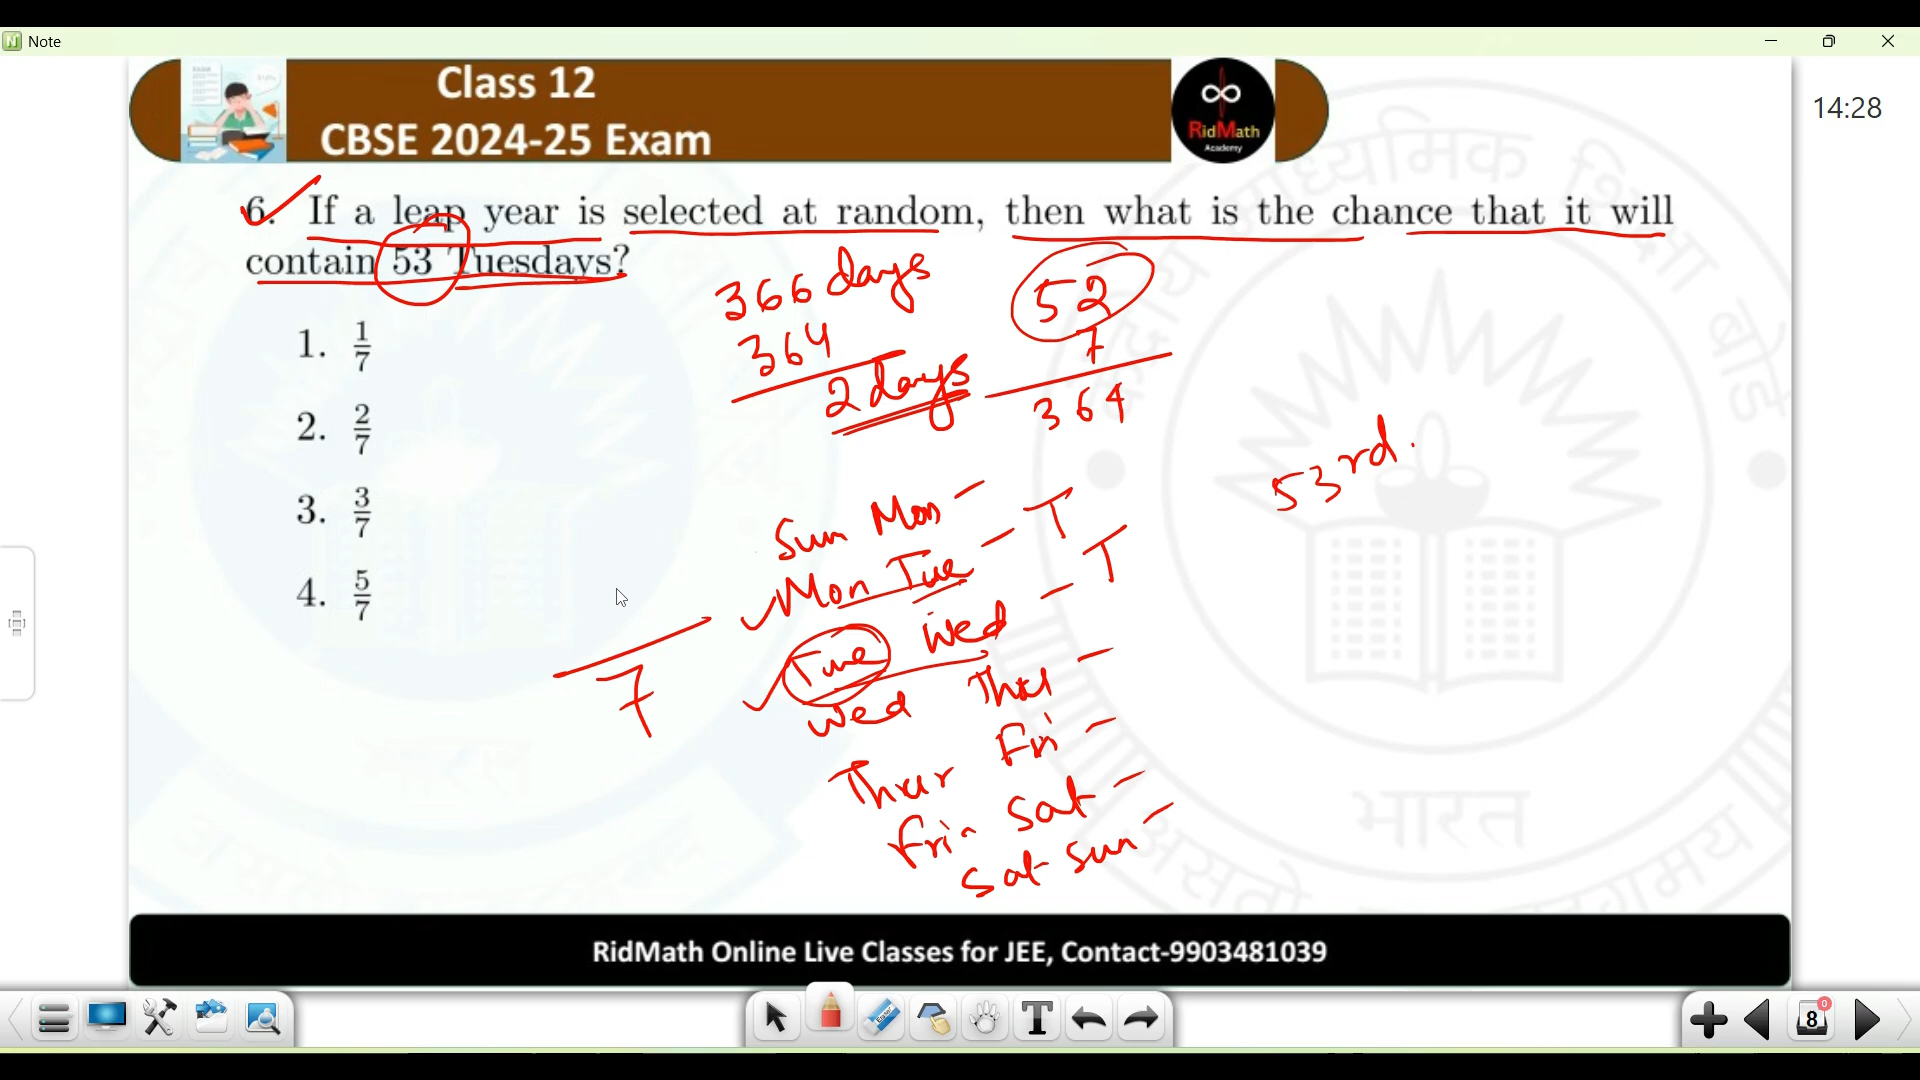 Note
Class 12
CBSE 2024-25 Exam
∞
RidMath
Academy
14:28
6. If a leap year is selected at random, then what is the chance that it will
contain 53 Tuesdays?
1. 1/7
2. 2/7
3. 3/7
4. 5/7
366 days
364
2 days
52
7
364
53rd.
Sun Mon - T
Mon Tue - T
Tue Wed -
Wed Thu -
Thur Fri -
Fri - Sat -
Sat Sun -
7
भारत
RidMath Online Live Classes for JEE, Contact-9903481039
T
0
8